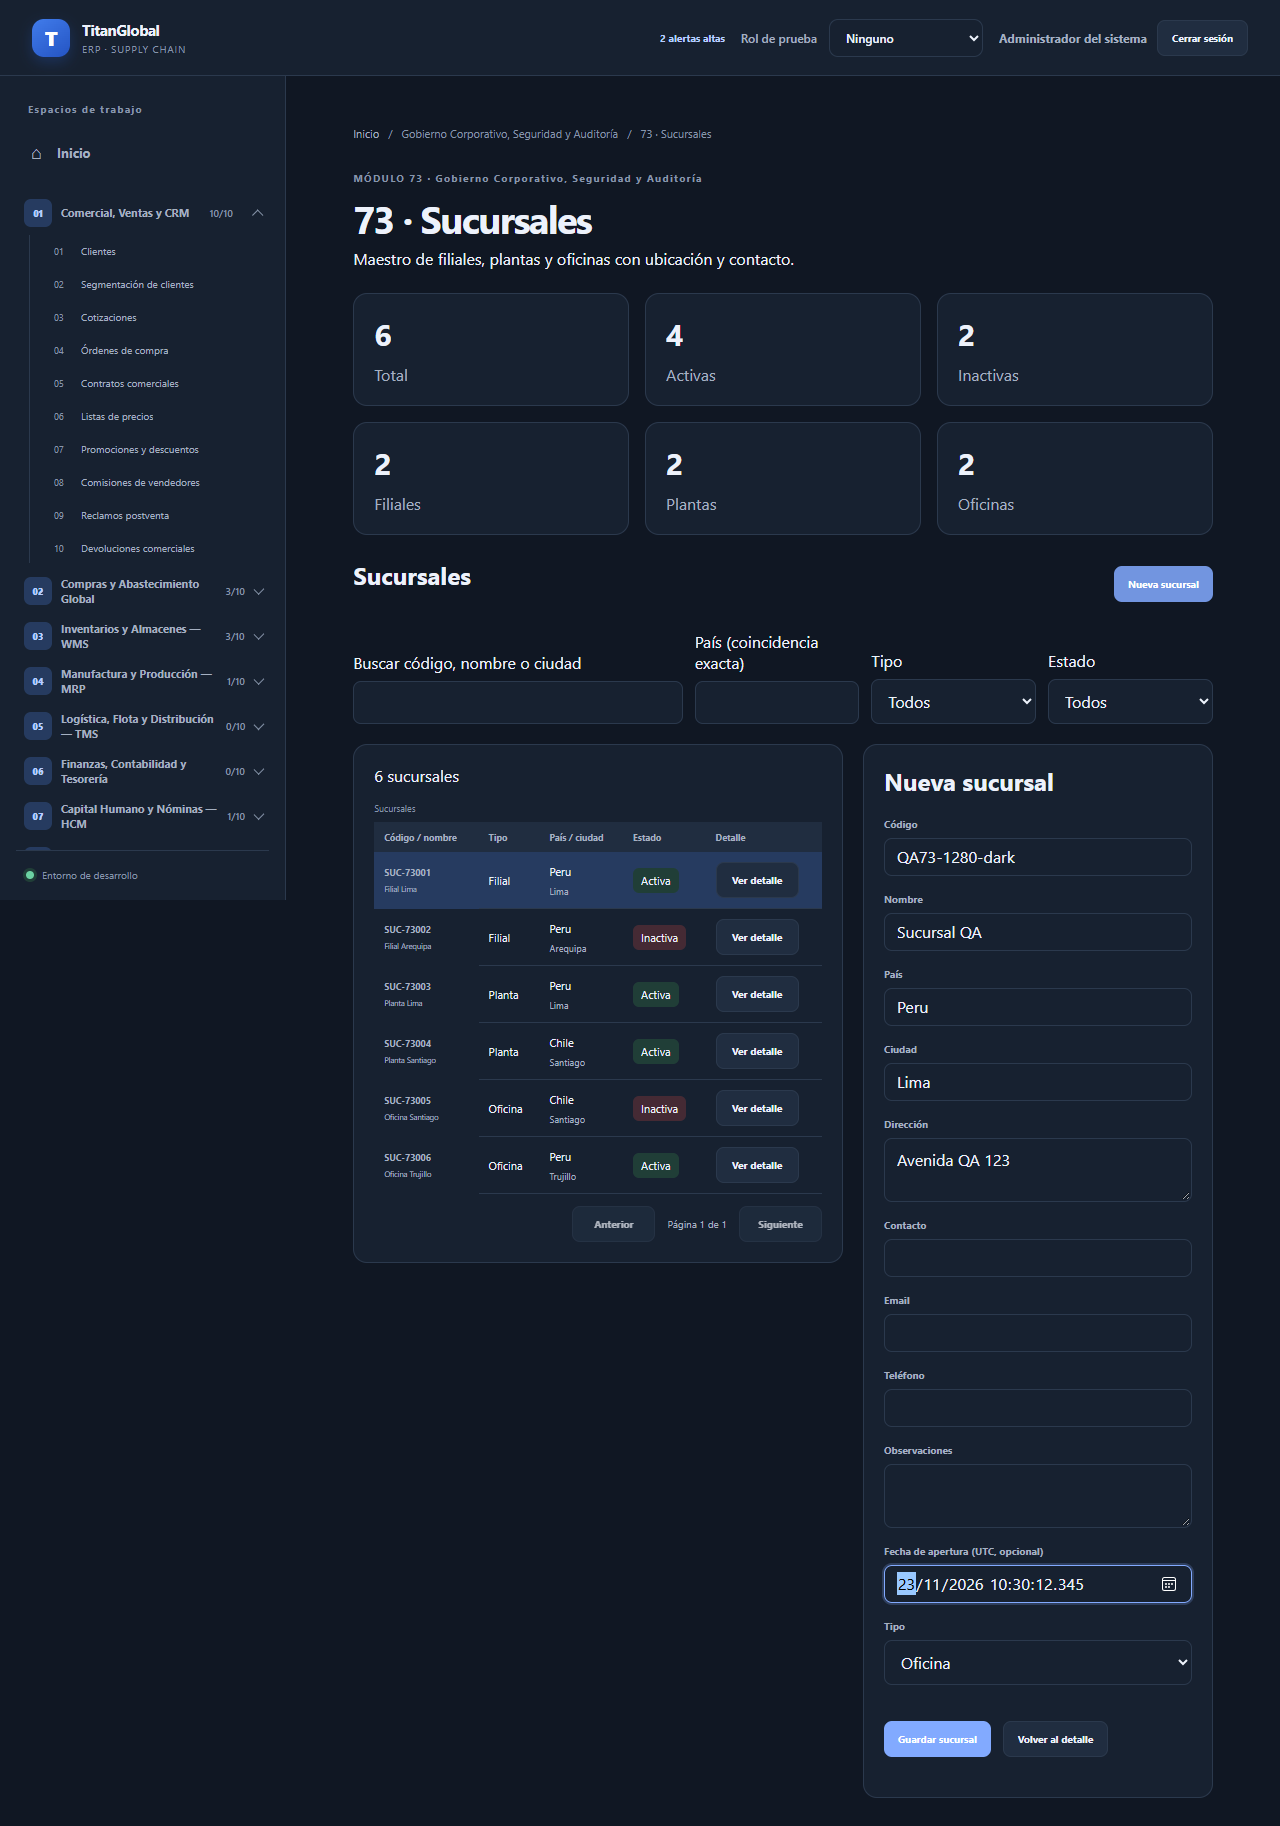 T
TitanGlobal
ERP · SUPPLY CHAIN
2 alertas altas
Rol de prueba
Ninguno
Administrador del sistema
Cerrar sesión
Espacios de trabajo
Inicio
01 Comercial, Ventas y CRM 10/10
01 Clientes
02 Segmentación de clientes
03 Cotizaciones
04 Órdenes de compra
05 Contratos comerciales
06 Listas de precios
07 Promociones y descuentos
08 Comisiones de vendedores
09 Reclamos postventa
10 Devoluciones comerciales
02 Compras y Abastecimiento Global 3/10
03 Inventarios y Almacenes — WMS 3/10
04 Manufactura y Producción — MRP 1/10
05 Logística, Flota y Distribución — TMS 0/10
06 Finanzas, Contabilidad y Tesorería 0/10
07 Capital Humano y Nóminas — HCM 1/10
Entorno de desarrollo
Inicio / Gobierno Corporativo, Seguridad y Auditoría / 73 · Sucursales
MÓDULO 73 · Gobierno Corporativo, Seguridad y Auditoría
73 · Sucursales
Maestro de filiales, plantas y oficinas con ubicación y contacto.
6
Total
4
Activas
2
Inactivas
2
Filiales
2
Plantas
2
Oficinas
Sucursales
Nueva sucursal
Buscar código, nombre o ciudad
País (coincidencia exacta)
Tipo
Todos
Estado
Todos
6 sucursales
Sucursales
Código / nombre Tipo País / ciudad Estado Detalle
SUC-73001 Filial Lima Filial Peru Lima Activa Ver detalle
SUC-73002 Filial Arequipa Filial Peru Arequipa Inactiva Ver detalle
SUC-73003 Planta Lima Planta Peru Lima Activa Ver detalle
SUC-73004 Planta Santiago Planta Chile Santiago Activa Ver detalle
SUC-73005 Oficina Santiago Oficina Chile Santiago Inactiva Ver detalle
SUC-73006 Oficina Trujillo Oficina Peru Trujillo Activa Ver detalle
Anterior Página 1 de 1 Siguiente
Nueva sucursal
Código
QA73-1280-dark
Nombre
Sucursal QA
País
Peru
Ciudad
Lima
Dirección
Avenida QA 123
Contacto
Email
Teléfono
Observaciones
Fecha de apertura (UTC, opcional)
23/11/2026 10:30:12.345
Tipo
Oficina
Guardar sucursal
Volver al detalle